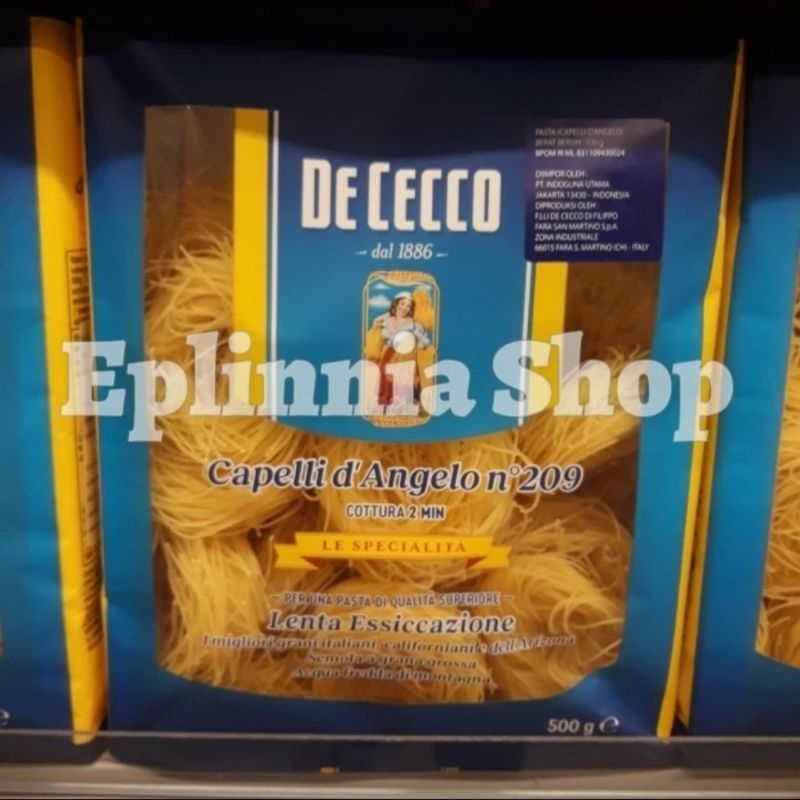 PASTA (CAPELLI D'ANGELO)
BERAT BERSIH : 500 g
BPOM RI ML 831109430024
DIIMPOR OLEH :
PT. INDOGUNA UTAMA
JAKARTA 13430 - INDONESIA
DIPRODUKSI OLEH :
F.LLI DE CECCO DI FILIPPO
FARA SAN MARTINO S.p.A.
ZONA INDUSTRIALE
66015 FARA S. MARTINO (CH) - ITALY
DE CECCO
dal 1886
Eplinnia Shop
Capelli d'Angelo n°209
COTTURA 2 MIN
LE SPECIALITÀ
PER UNA PASTA DI QUALITÀ SUPERIORE
Lenta Essiccazione
I migliori grani italiani, californiani e dell'Arizona
Semola a grana grossa
Acqua fredda di montagna
500 g ℮